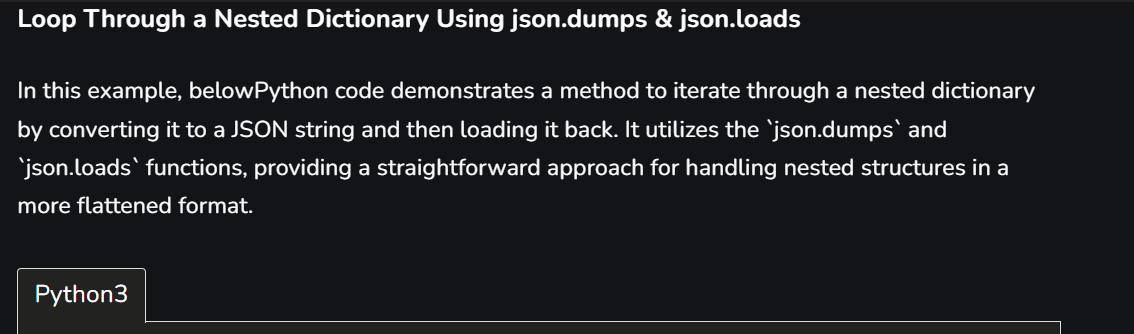 Loop Through a Nested Dictionary Using json.dumps & json.loads
In this example, belowPython code demonstrates a method to iterate through a nested dictionary
by converting it to a JSON string and then loading it back. It utilizes the `json.dumps` and
`json.loads` functions, providing a straightforward approach for handling nested structures in a
more flattened format.
Python3